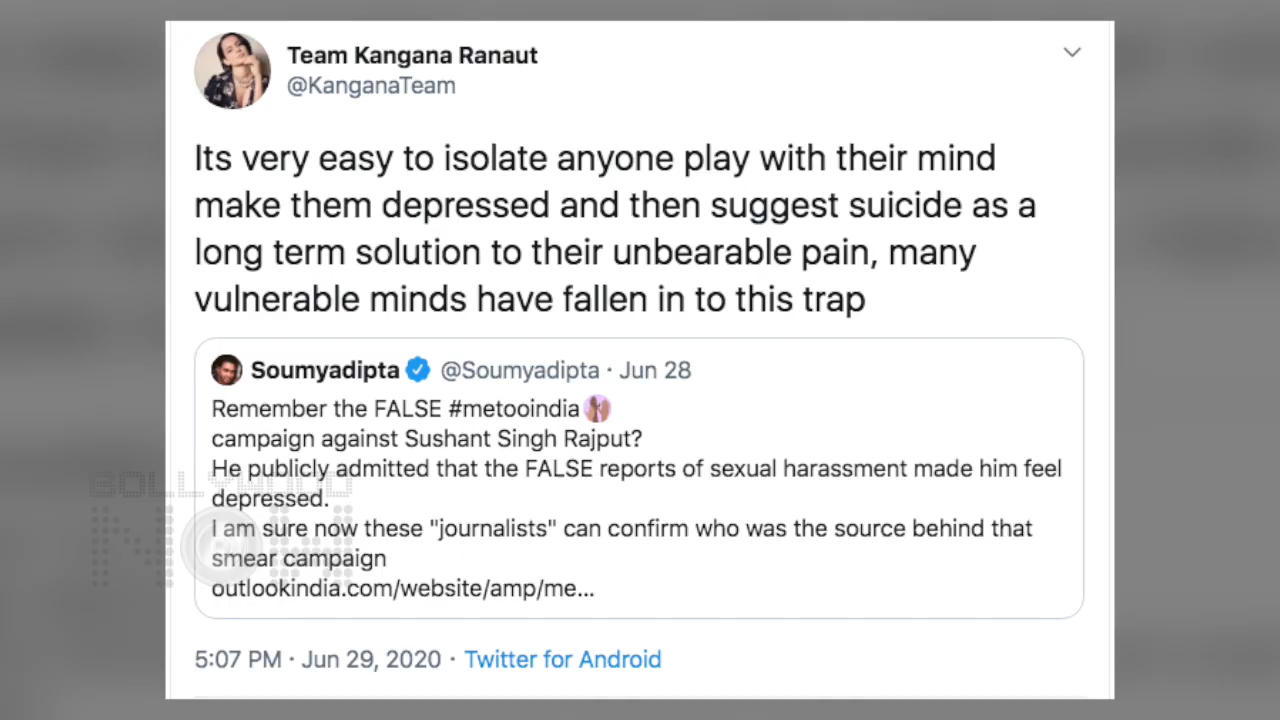 Team Kangana Ranaut
@KanganaTeam
Its very easy to isolate anyone play with their mind
make them depressed and then suggest suicide as a
long term solution to their unbearable pain, many
vulnerable minds have fallen in to this trap
Soumyadipta @Soumyadipta · Jun 28
Remember the FALSE #metooindia
campaign against Sushant Singh Rajput?
He publicly admitted that the FALSE reports of sexual harassment made him feel
depressed.
I am sure now these "journalists" can confirm who was the source behind that
smear campaign
outlookindia.com/website/amp/me...
BOLLYWOOD
NOW
5:07 PM · Jun 29, 2020 · Twitter for Android